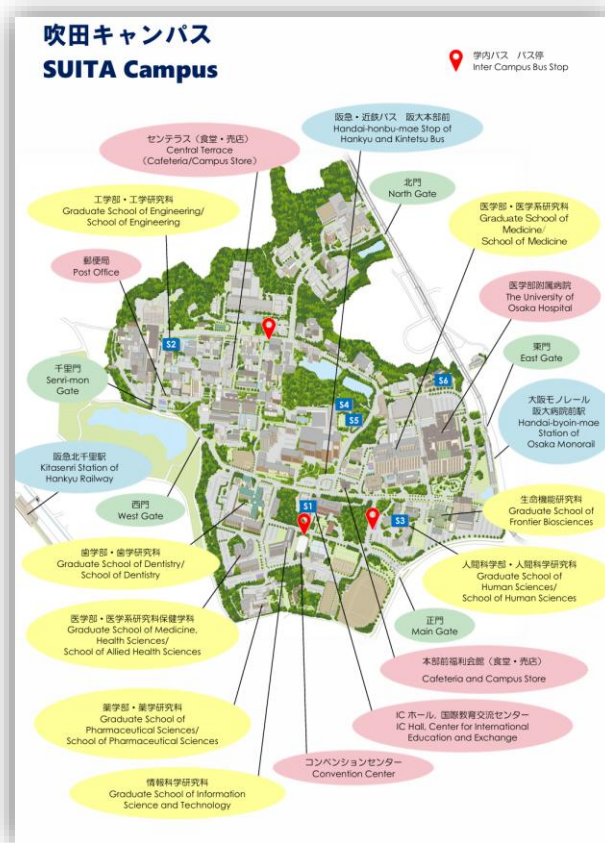 吹田キャンパス
SUITA Campus
学内バス バス停
Inter Campus Bus Stop
阪急・近鉄バス 阪大本部前
Handai-honbu-mae Stop of
Hankyu and Kintetsu Bus
センテラス（食堂・売店）
Central Terrace
（Cafeteria/Campus Store）
北門
North Gate
工学部・工学研究科
Graduate School of Engineering/
School of Engineering
医学部・医学系研究科
Graduate School of
Medicine/
School of Medicine
郵便局
Post Office
医学部附属病院
The University of
Osaka Hospital
S2
東門
East Gate
千里門
Senri-mon
Gate
S6
S4
S5
大阪モノレール
阪大病院前駅
Handai-byoin-mae
Station of
Osaka Monorail
阪急北千里駅
Kitasenri Station of
Hankyu Railway
西門
West Gate
S1
S3
生命機能研究科
Graduate School of
Frontier Biosciences
歯学部・歯学研究科
Graduate School of Dentistry/
School of Dentistry
人間科学部・人間科学研究科
Graduate School of
Human Sciences/
School of Human Sciences
医学部・医学系研究科保健学科
Graduate School of Medicine,
Health Sciences/
School of Allied Health Sciences
正門
Main Gate
本部前福利会館（食堂・売店）
Cafeteria and Campus Store
薬学部・薬学研究科
Graduate School of
Pharmaceutical Sciences/
School of Pharmaceutical Sciences
IC ホール, 国際教育交流センター
IC Hall, Center for International
Education and Exchange
コンベンションセンター
Convention Center
情報科学研究科
Graduate School of Information
Science and Technology